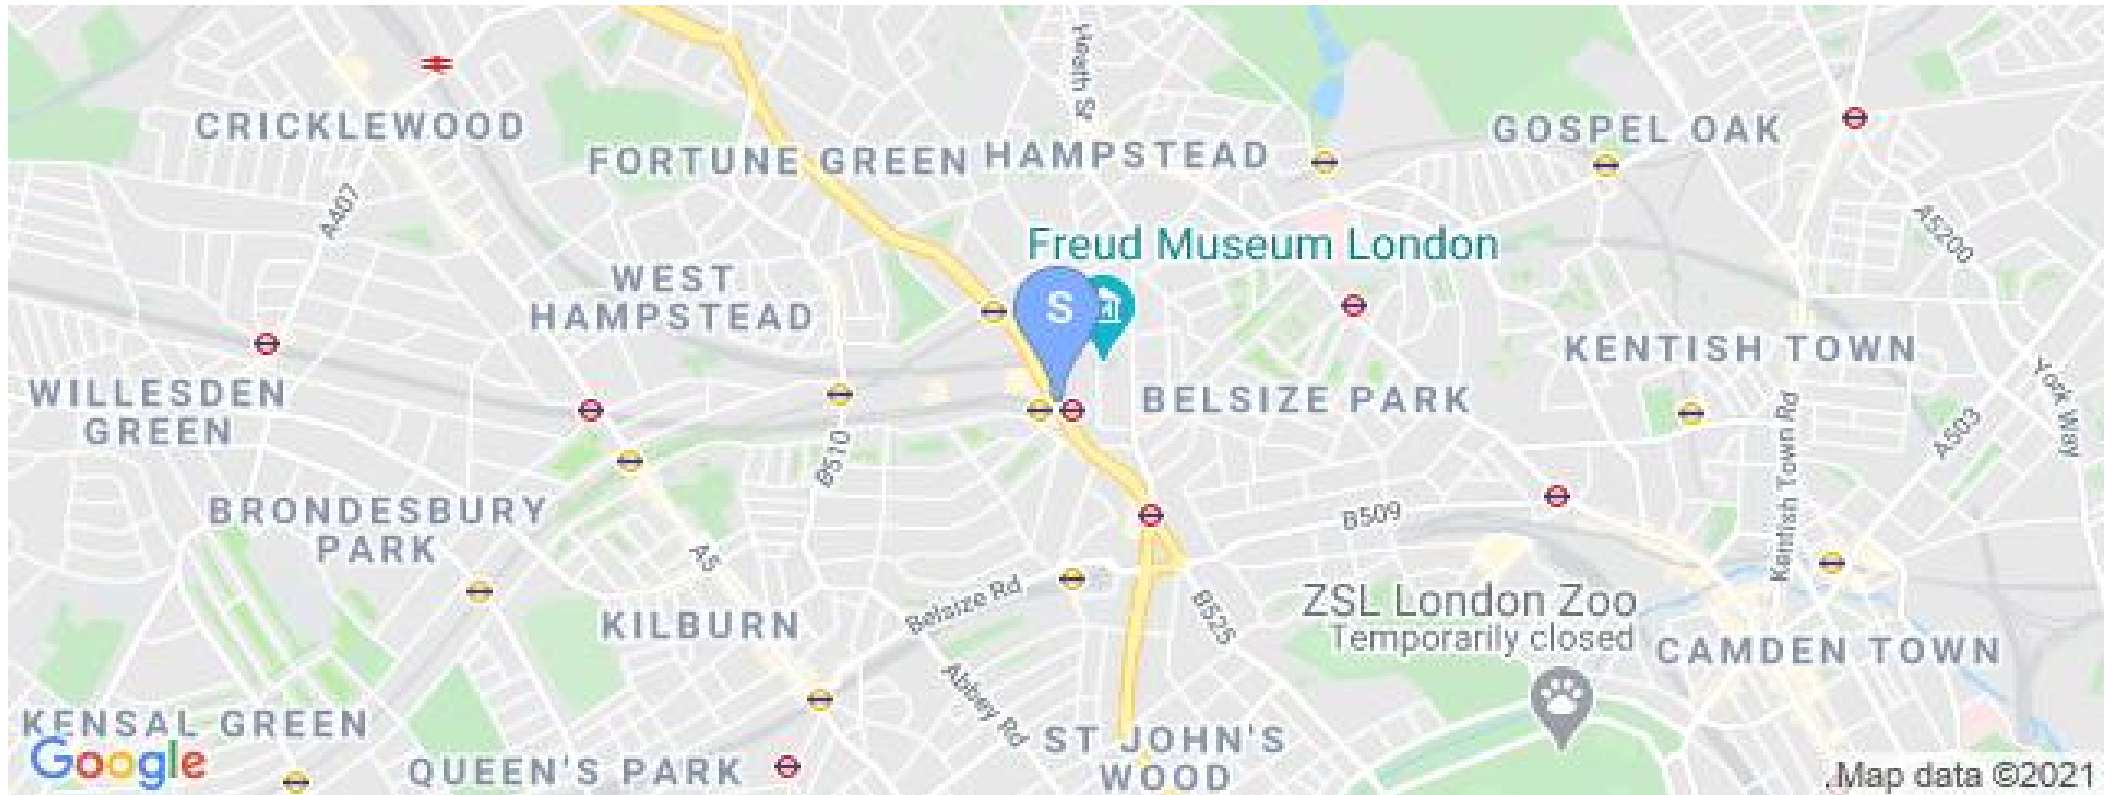 Heath St
CRICKLEWOOD
GOSPEL OAK
FORTUNE GREEN
HAMPSTEAD
A407
A5200
Freud Museum London
WEST
HAMPSTEAD
S
KENTISH TOWN
WILLESDEN
GREEN
BELSIZE PARK
York Way
Kentish Town Rd
A503
B510
BRONDESBURY
PARK
B509
A5
Belsize Rd
B525
ZSL London Zoo
Temporarily closed
KILBURN
CAMDEN TOWN
Abbey Rd
KENSAL GREEN
ST JOHN'S
WOOD
Google
QUEEN'S PARK
Map data ©2021